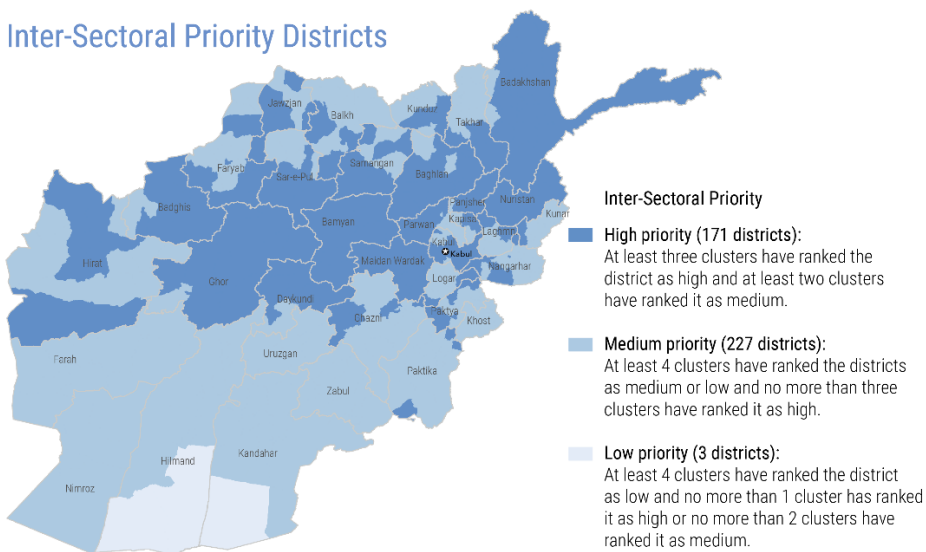 Inter-Sectoral Priority Districts
Badakhshan
Jawzjan
Kunduz
Balkh
Takhar
Faryab
Samangan
Sar-e-Pul
Baghlan
Badghis
Panjsher
Nuristan
Kunar
Bamyan
Parwan
Kapisa
Laghman
Kabul
Kabul
Hirat
Maidan Wardak
Nangarhar
Ghor
Logar
Daykundi
Ghazni
Paktya
Khost
Farah
Uruzgan
Paktika
Zabul
Hilmand
Kandahar
Nimroz
Inter-Sectoral Priority
High priority (171 districts):
At least three clusters have ranked the
district as high and at least two clusters
have ranked it as medium.
Medium priority (227 districts):
At least 4 clusters have ranked the districts
as medium or low and no more than three
clusters have ranked it as high.
Low priority (3 districts):
At least 4 clusters have ranked the district
as low and no more than 1 cluster has ranked
it as high or no more than 2 clusters have
ranked it as medium.